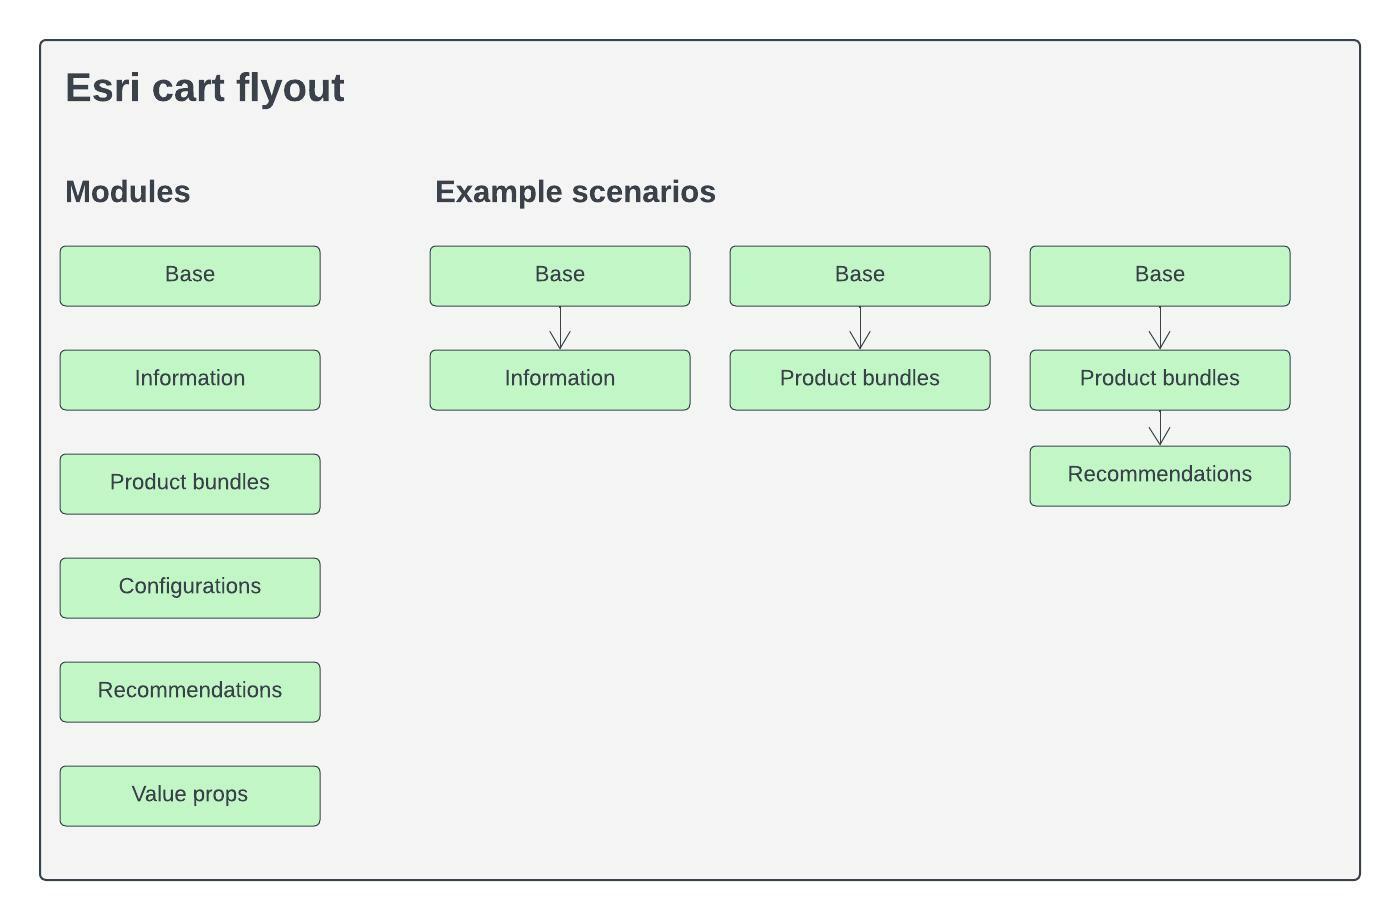 Esri cart flyout
Modules
Base
Information
Product bundles
Configurations
Recommendations
Value props
Example scenarios
Base
Information
Base
Product bundles
Base
Product bundles
Recommendations